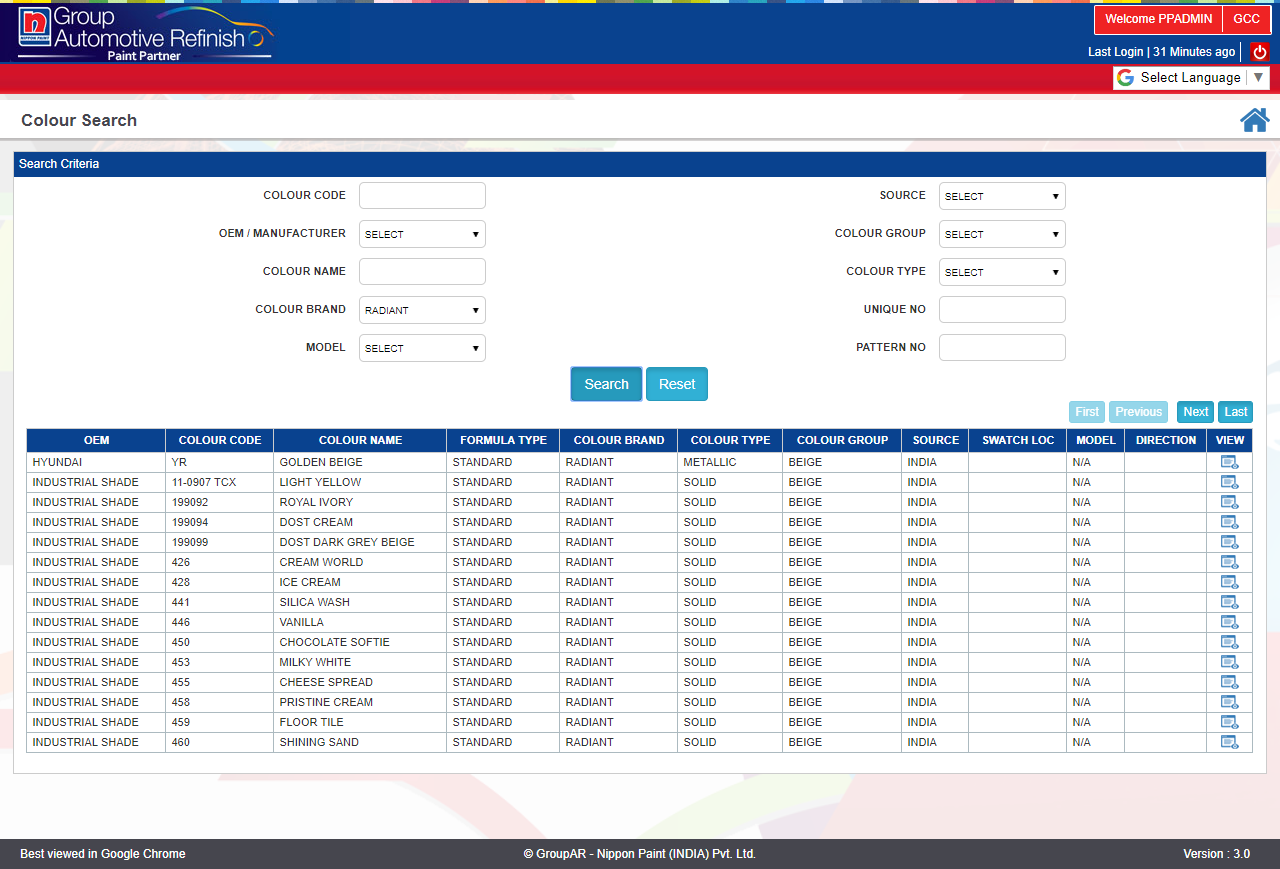 Group
Automotive Refinish
NIPPON PAINT
Paint Partner
Welcome PPADMIN GCC
Last Login | 31 Minutes ago
Select Language ▼
Colour Search
Search Criteria
COLOUR CODE SOURCE SELECT
OEM / MANUFACTURER SELECT COLOUR GROUP SELECT
COLOUR NAME COLOUR TYPE SELECT
COLOUR BRAND RADIANT UNIQUE NO
MODEL SELECT PATTERN NO
Search Reset
First Previous Next Last
OEM COLOUR CODE COLOUR NAME FORMULA TYPE COLOUR BRAND COLOUR TYPE COLOUR GROUP SOURCE SWATCH LOC MODEL DIRECTION VIEW
HYUNDAI YR GOLDEN BEIGE STANDARD RADIANT METALLIC BEIGE INDIA N/A
INDUSTRIAL SHADE 11-0907 TCX LIGHT YELLOW STANDARD RADIANT SOLID BEIGE INDIA N/A
INDUSTRIAL SHADE 199092 ROYAL IVORY STANDARD RADIANT SOLID BEIGE INDIA N/A
INDUSTRIAL SHADE 199094 DOST CREAM STANDARD RADIANT SOLID BEIGE INDIA N/A
INDUSTRIAL SHADE 199099 DOST DARK GREY BEIGE STANDARD RADIANT SOLID BEIGE INDIA N/A
INDUSTRIAL SHADE 426 CREAM WORLD STANDARD RADIANT SOLID BEIGE INDIA N/A
INDUSTRIAL SHADE 428 ICE CREAM STANDARD RADIANT SOLID BEIGE INDIA N/A
INDUSTRIAL SHADE 441 SILICA WASH STANDARD RADIANT SOLID BEIGE INDIA N/A
INDUSTRIAL SHADE 446 VANILLA STANDARD RADIANT SOLID BEIGE INDIA N/A
INDUSTRIAL SHADE 450 CHOCOLATE SOFTIE STANDARD RADIANT SOLID BEIGE INDIA N/A
INDUSTRIAL SHADE 453 MILKY WHITE STANDARD RADIANT SOLID BEIGE INDIA N/A
INDUSTRIAL SHADE 455 CHEESE SPREAD STANDARD RADIANT SOLID BEIGE INDIA N/A
INDUSTRIAL SHADE 458 PRISTINE CREAM STANDARD RADIANT SOLID BEIGE INDIA N/A
INDUSTRIAL SHADE 459 FLOOR TILE STANDARD RADIANT SOLID BEIGE INDIA N/A
INDUSTRIAL SHADE 460 SHINING SAND STANDARD RADIANT SOLID BEIGE INDIA N/A
Best viewed in Google Chrome © GroupAR - Nippon Paint (INDIA) Pvt. Ltd. Version : 3.0